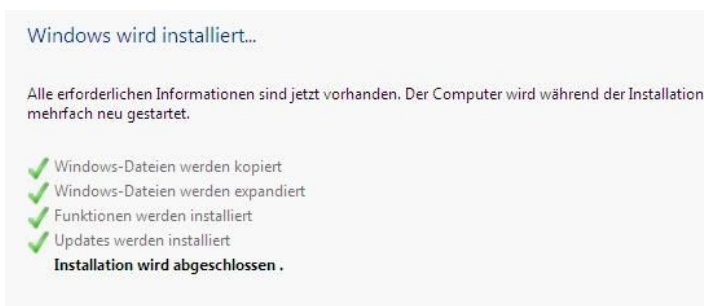 Windows wird installiert...
Alle erforderlichen Informationen sind jetzt vorhanden. Der Computer wird während der Installation
mehrfach neu gestartet.
Windows-Dateien werden kopiert
Windows-Dateien werden expandiert
Funktionen werden installiert
Updates werden installiert
Installation wird abgeschlossen .